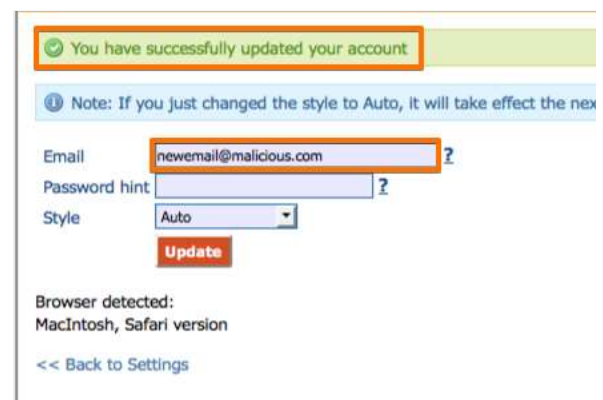 You have successfully updated your account
Note: If you just changed the style to Auto, it will take effect the nex
Email newemail@malicious.com ?
Password hint ?
Style Auto
Update
Browser detected:
MacIntosh, Safari version
<< Back to Settings